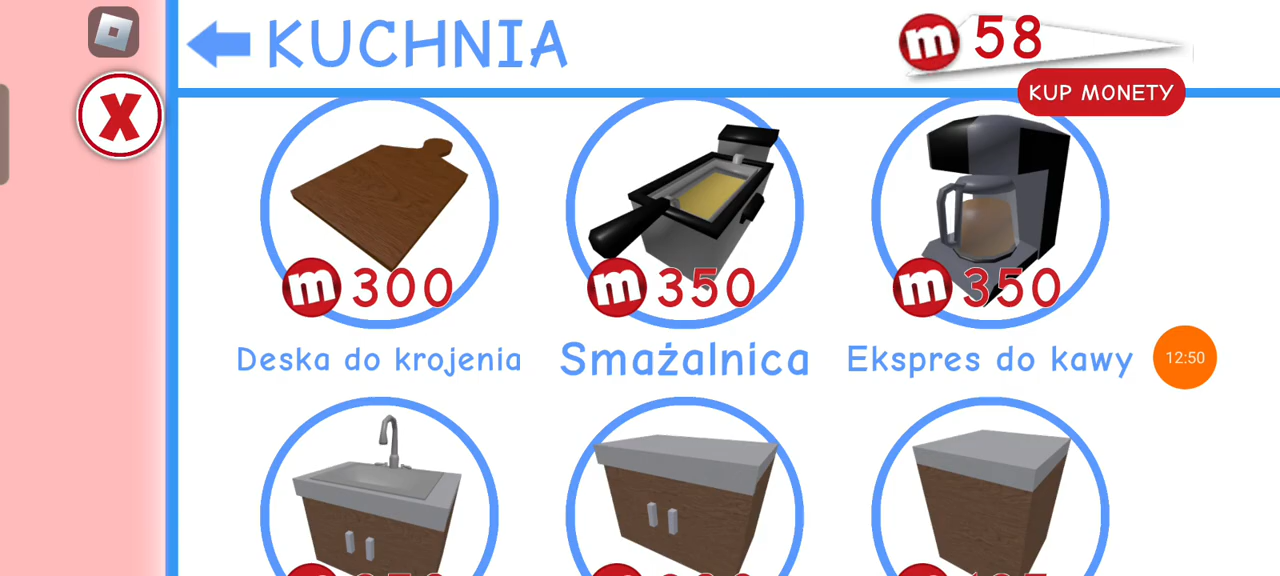 KUCHNIA
m 58
KUP MONETY
X
m 300
m 350
m 350
Deska do krojenia
Smażalnica
Ekspres do kawy
12:50